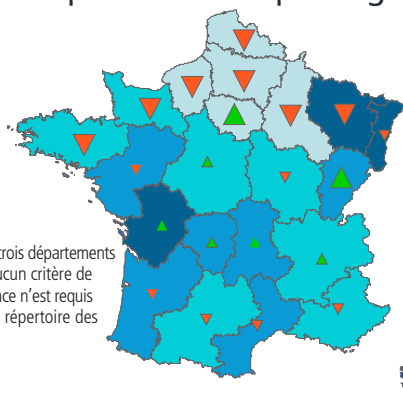 trois départements
ucun critère de
nce n’est requis
répertoire des